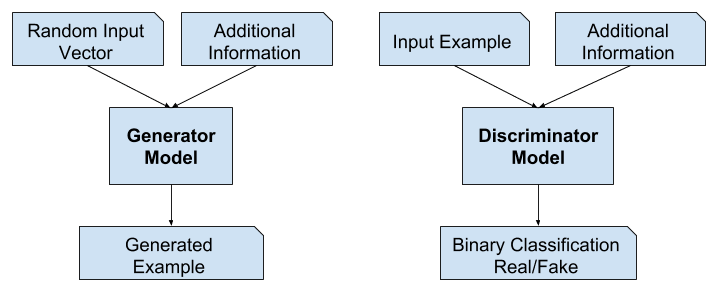 Random Input
Vector
Additional
Information
Input Example
Additional
Information
Generator
Model
Discriminator
Model
Generated
Example
Binary Classification
Real/Fake